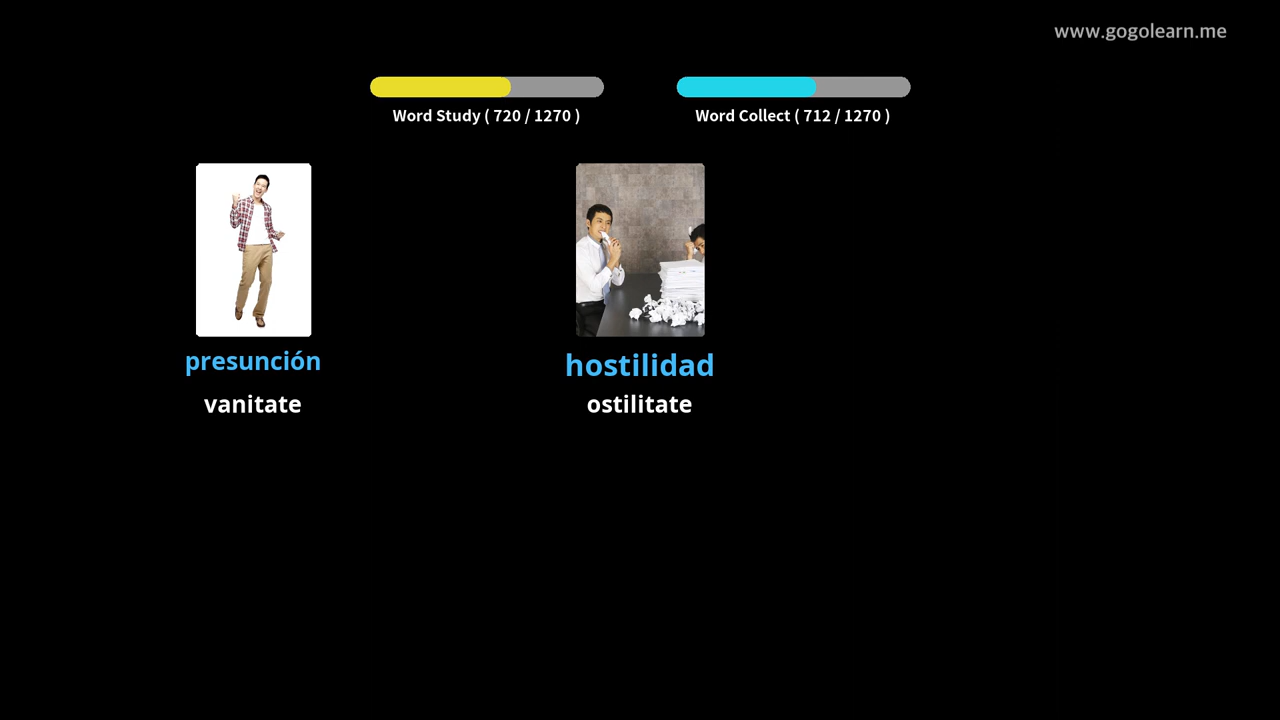 www.gogolearn.me
Word Study ( 720 / 1270 )
Word Collect ( 712 / 1270 )
presunción
vanitate
hostilidad
ostilitate